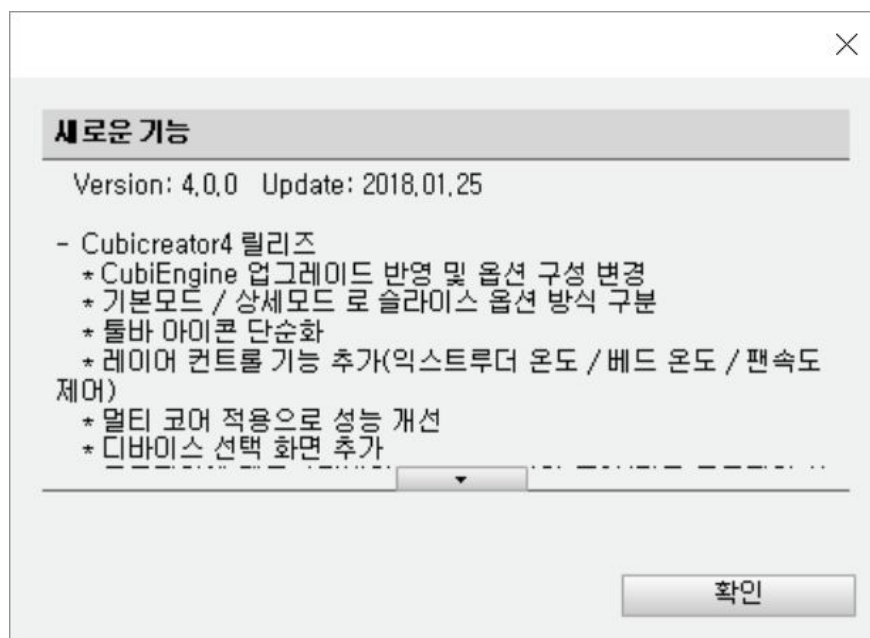 새로운 기능
Version: 4.0.0 Update: 2018.01.25
- Cubicreator4 릴리즈
* CubiEngine 업그레이드 반영 및 옵션 구성 변경
* 기본모드 / 상세모드 로 슬라이스 옵션 방식 구분
* 툴바 아이콘 단순화
* 레이어 컨트롤 기능 추가(익스트루더 온도 / 베드 온도 / 팬속도
제어)
* 멀티 코어 적용으로 성능 개선
* 디바이스 선택 화면 추가
확인